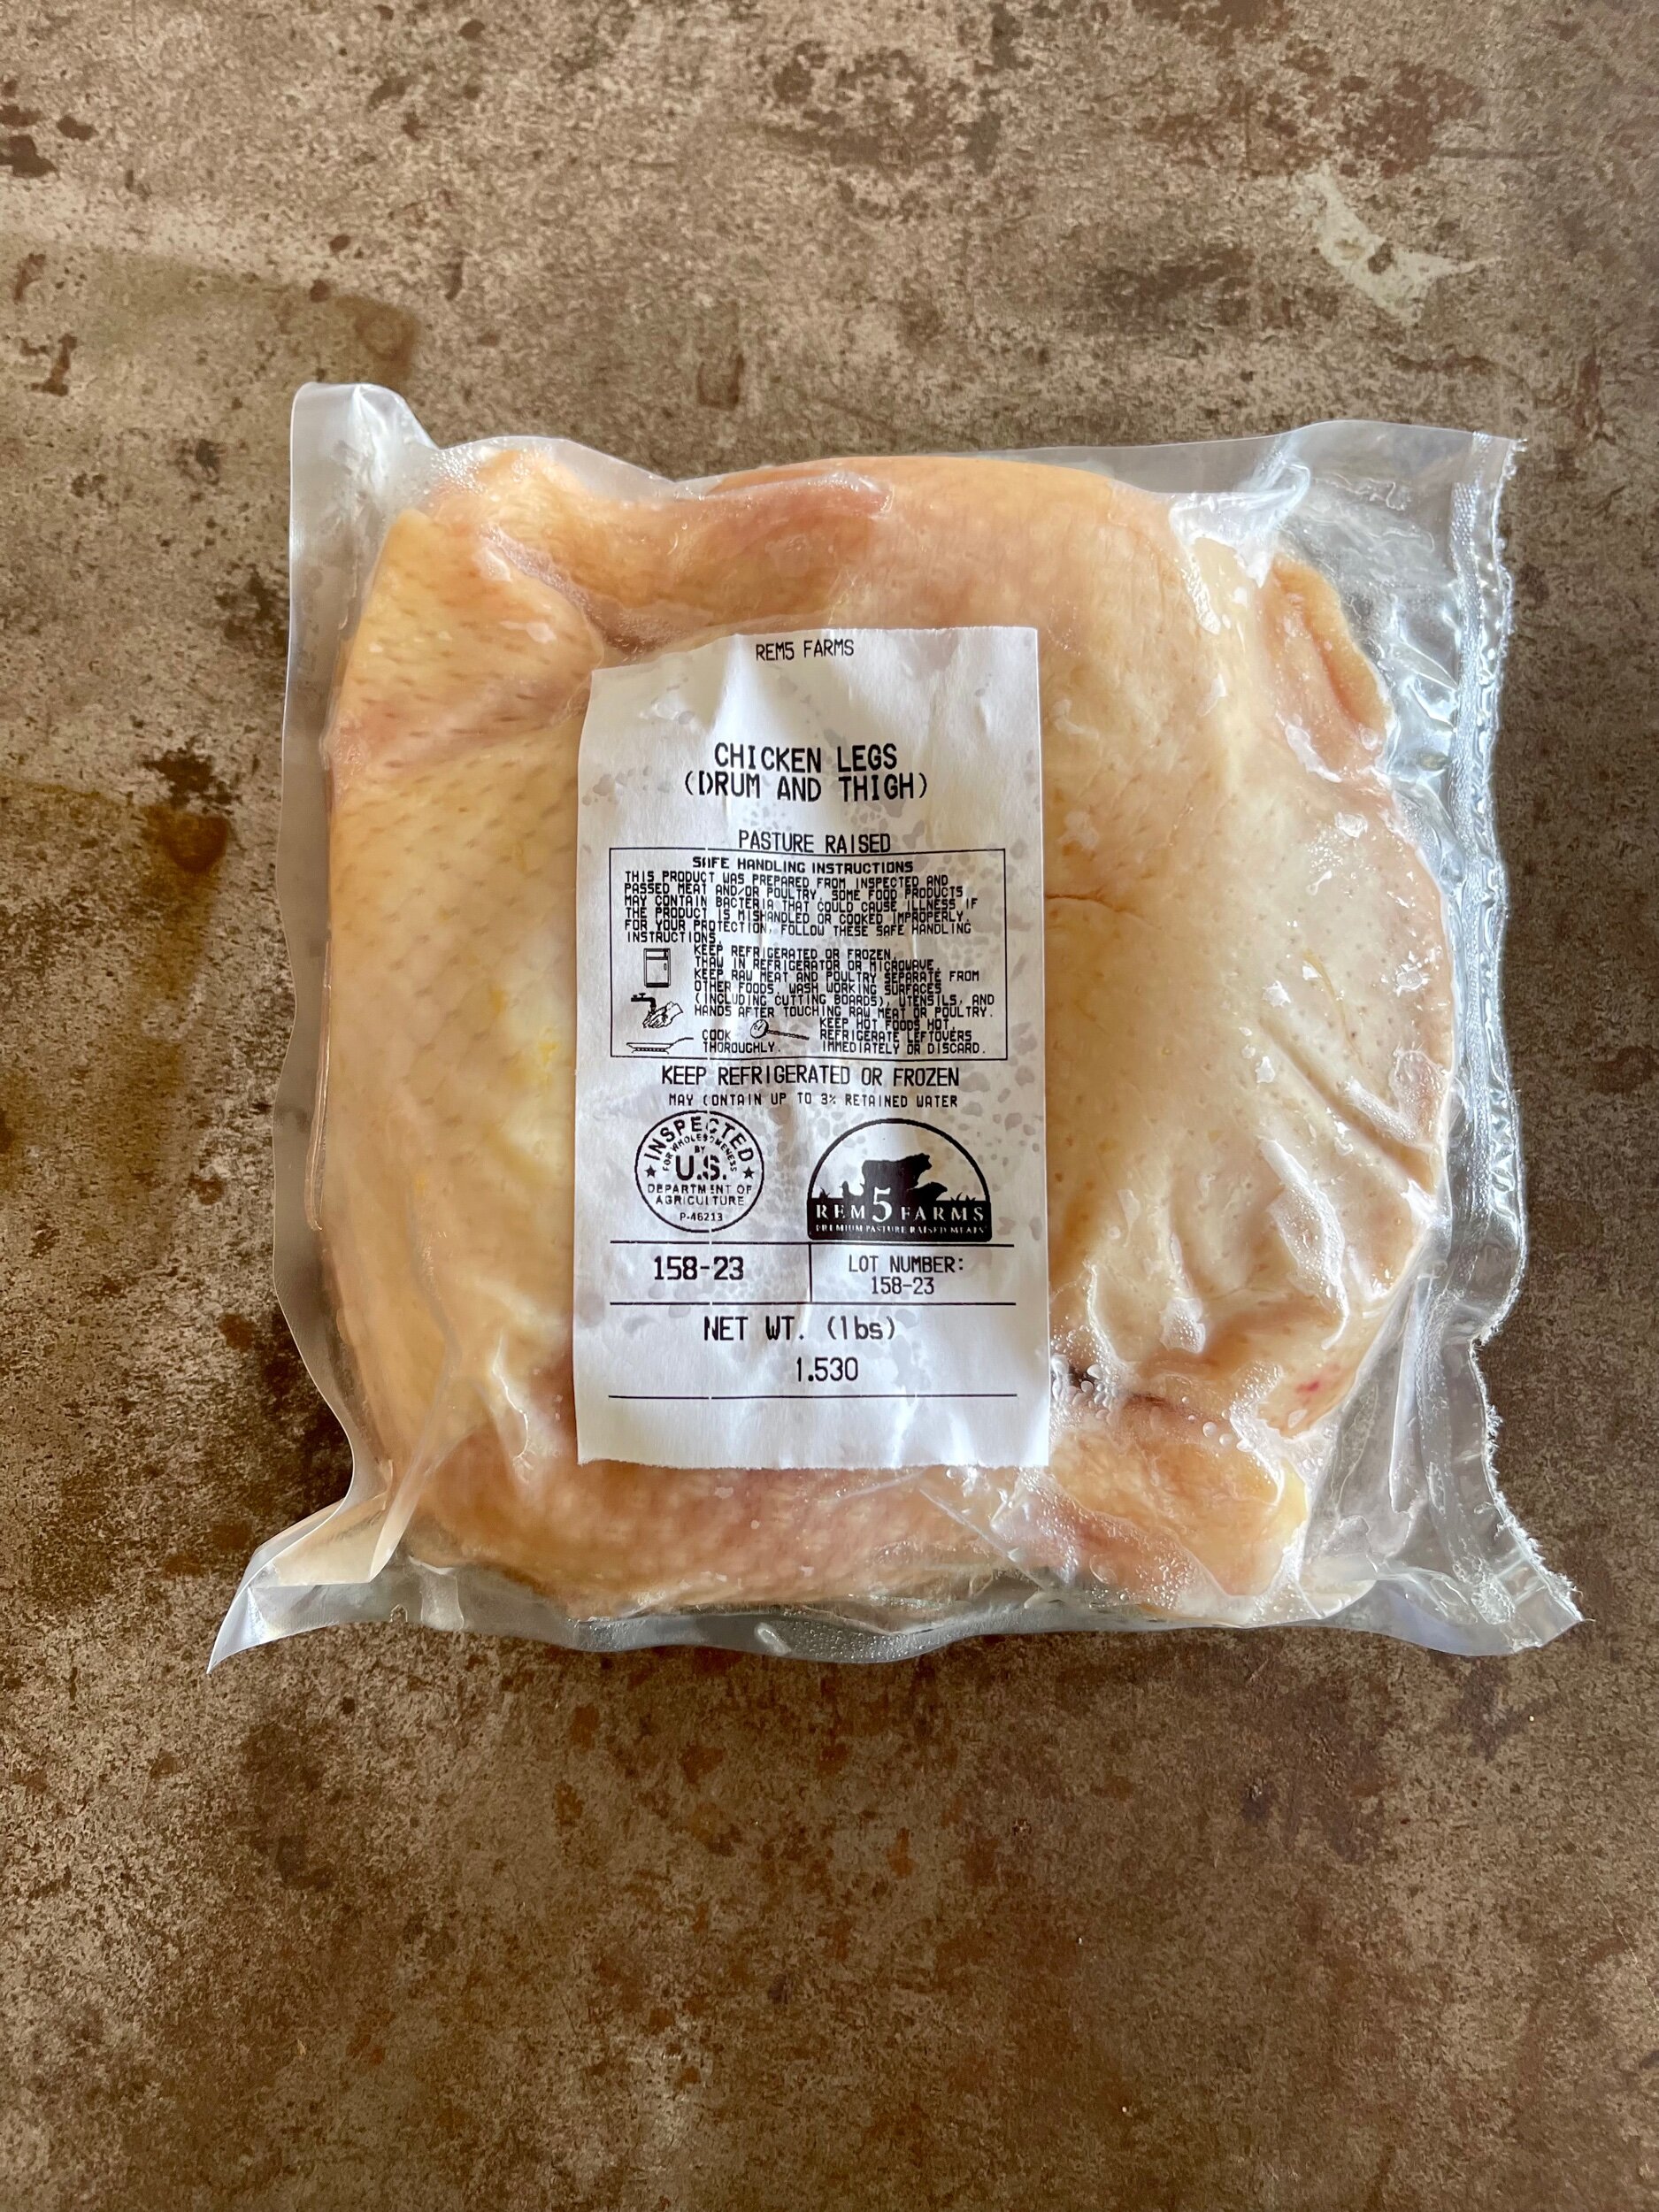 REM5 FARMS
CHICKEN LEGS
(DRUM AND THIGH)
PASTURE RAISED
SAFE HANDLING INSTRUCTIONS
THIS PRODUCT WAS PREPARED FROM INSPECTED AND
PASSED MEAT AND/OR POULTRY. SOME FOOD PRODUCTS
MAY CONTAIN BACTERIA THAT COULD CAUSE ILLNESS IF
THE PRODUCT IS MISHANDLED OR COOKED IMPROPERLY.
FOR YOUR PROTECTION, FOLLOW THESE SAFE HANDLING
INSTRUCTIONS.
KEEP REFRIGERATED OR FROZEN.
THAW IN REFRIGERATOR OR MICROWAVE.
KEEP RAW MEAT AND POULTRY SEPARATE FROM
OTHER FOODS. WASH WORKING SURFACES
(INCLUDING CUTTING BOARDS), UTENSILS, AND
HANDS AFTER TOUCHING RAW MEAT OR POULTRY.
COOK
THOROUGHLY.
KEEP HOT FOODS HOT.
REFRIGERATE LEFTOVERS
IMMEDIATELY OR DISCARD.
KEEP REFRIGERATED OR FROZEN
MAY CONTAIN UP TO 3% RETAINED WATER
INSPECTED
FOR WHOLESOMENESS
BY
U.S.
DEPARTMENT OF
AGRICULTURE
P-46213
REM 5 FARMS
PREMIUM PASTURE RAISED MEATS
158-23
LOT NUMBER:
158-23
NET WT. (lbs)
1.530